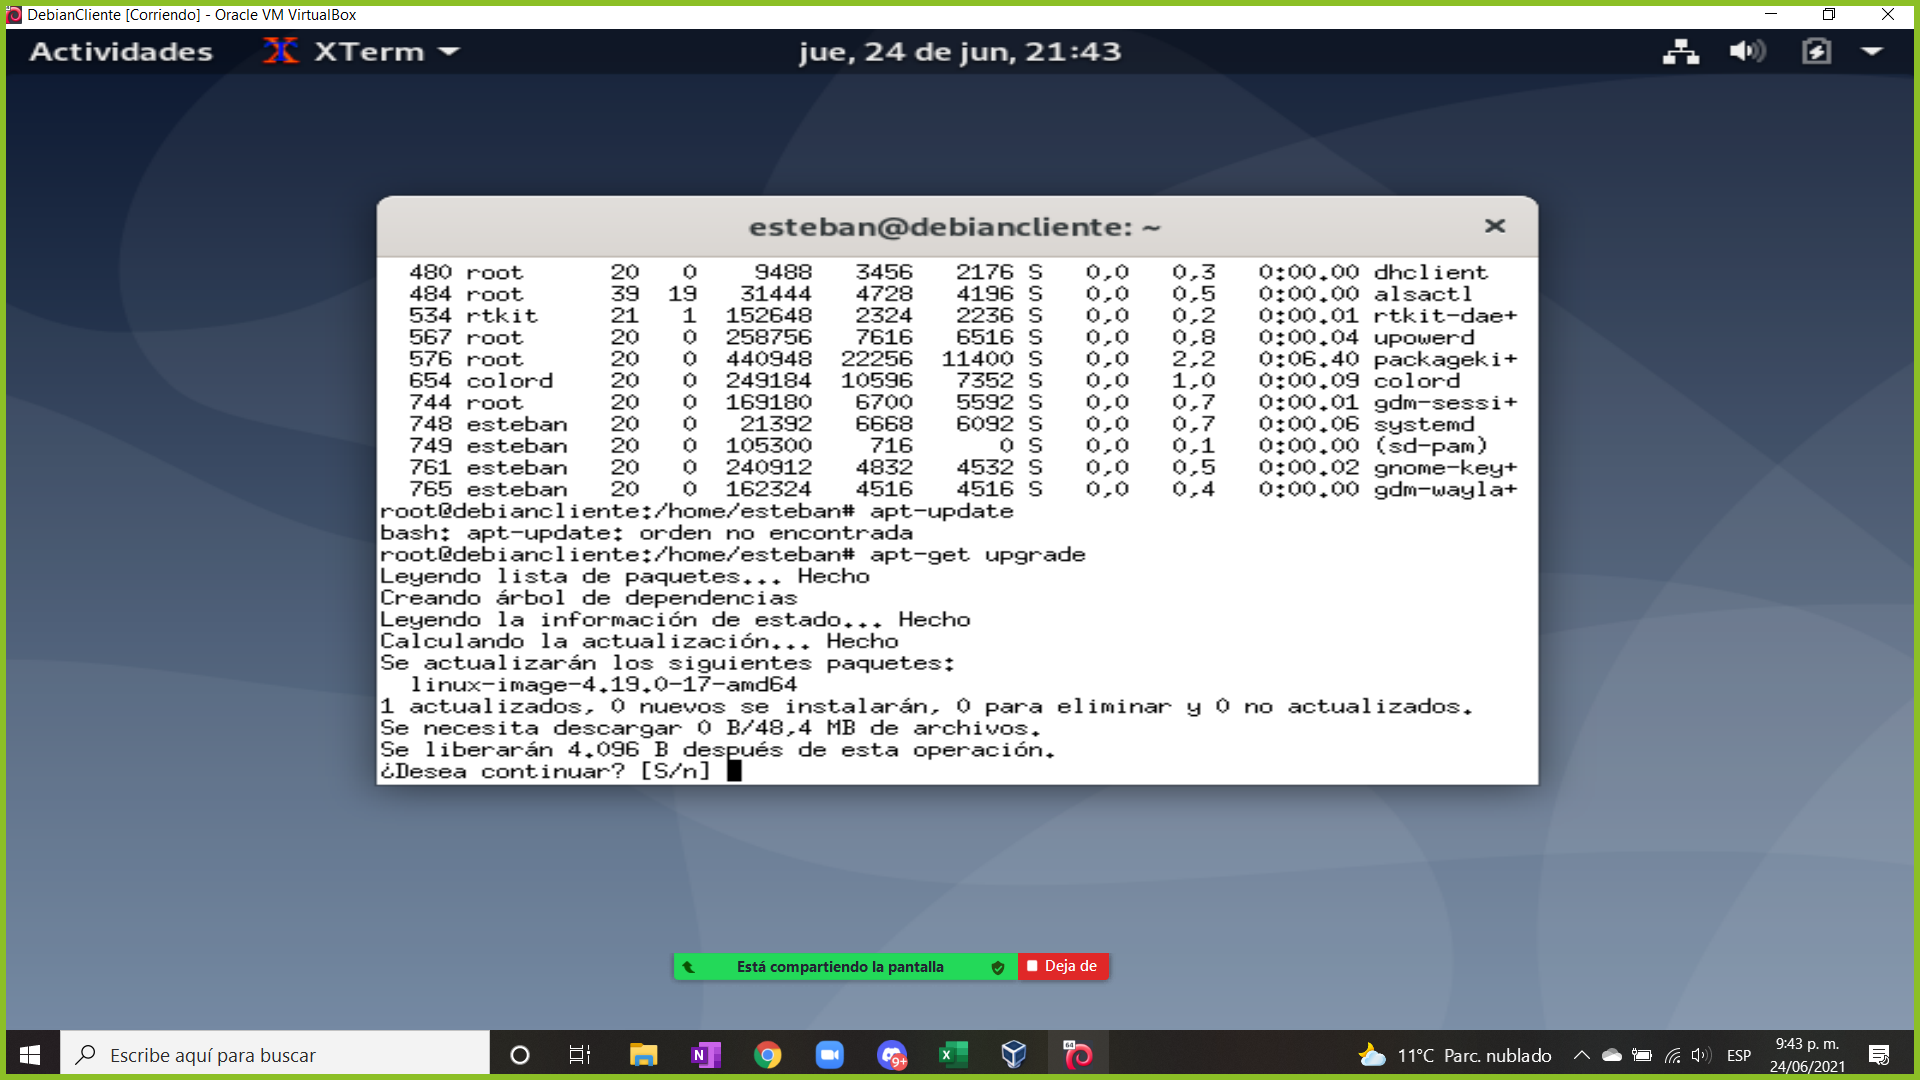 DebianCliente [Corriendo] - Oracle VM VirtualBox
Actividades XTerm jue, 24 de jun, 21:43
esteban@debiancliente: ~
480 root 20 0 9488 3456 2176 S 0,0 0,3 0:00.00 dhclient
484 root 39 19 31444 4728 4196 S 0,0 0,5 0:00.00 alsactl
534 rtkit 21 1 152648 2324 2236 S 0,0 0,2 0:00.01 rtkit-dae+
567 root 20 0 258756 7616 6516 S 0,0 0,8 0:00.04 upowerd
576 root 20 0 440948 22256 11400 S 0,0 2,2 0:06.40 packageki+
654 colord 20 0 249184 10596 7352 S 0,0 1,0 0:00.09 colord
744 root 20 0 169180 6700 5592 S 0,0 0,7 0:00.01 gdm-sessi+
748 esteban 20 0 21392 6668 6092 S 0,0 0,7 0:00.06 systemd
749 esteban 20 0 105300 716 0 S 0,0 0,1 0:00.00 (sd-pam)
761 esteban 20 0 240912 4832 4532 S 0,0 0,5 0:00.02 gnome-key+
765 esteban 20 0 162324 4516 4516 S 0,0 0,4 0:00.00 gdm-wayla+
root@debiancliente:/home/esteban# apt-update
bash: apt-update: orden no encontrada
root@debiancliente:/home/esteban# apt-get upgrade
Leyendo lista de paquetes... Hecho
Creando árbol de dependencias
Leyendo la información de estado... Hecho
Calculando la actualización... Hecho
Se actualizarán los siguientes paquetes:
linux-image-4.19.0-17-amd64
1 actualizados, 0 nuevos se instalarán, 0 para eliminar y 0 no actualizados.
Se necesita descargar 0 B/48,4 MB de archivos.
Se liberarán 4.096 B después de esta operación.
¿Desea continuar? [S/n]
Está compartiendo la pantalla Deja de
Escribe aquí para buscar
N
9+
64
11°C Parc. nublado
ESP
9:43 p. m.
24/06/2021